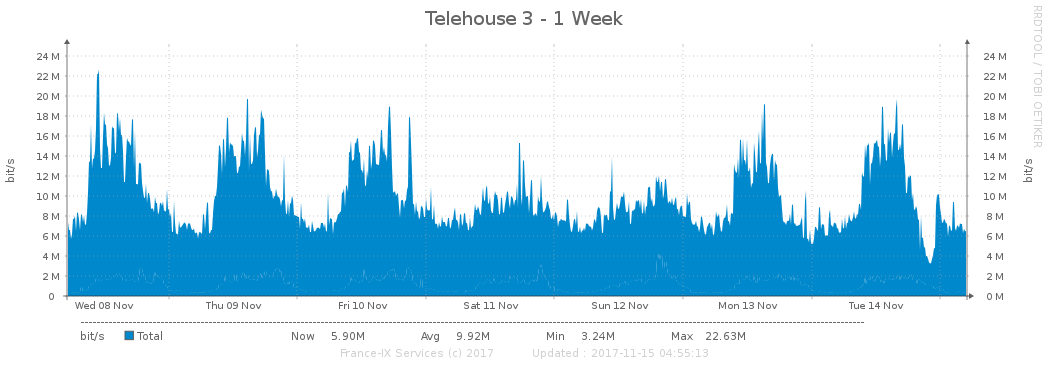 Telehouse 3 - 1 Week
RRDTOOL / TOBI OETIKER
24 M 24 M
22 M 22 M
20 M 20 M
18 M 18 M
16 M 16 M
14 M 14 M
12 M 12 M
10 M 10 M
8 M 8 M
6 M 6 M
4 M 4 M
2 M 2 M
0 0 M
bit/s
bit/s
Wed 08 Nov Thu 09 Nov Fri 10 Nov Sat 11 Nov Sun 12 Nov Mon 13 Nov Tue 14 Nov
bit/s Total Now 5.90M Avg 9.92M Min 3.24M Max 22.63M
France-IX Services (c) 2017 Updated : 2017-11-15 04:55:13